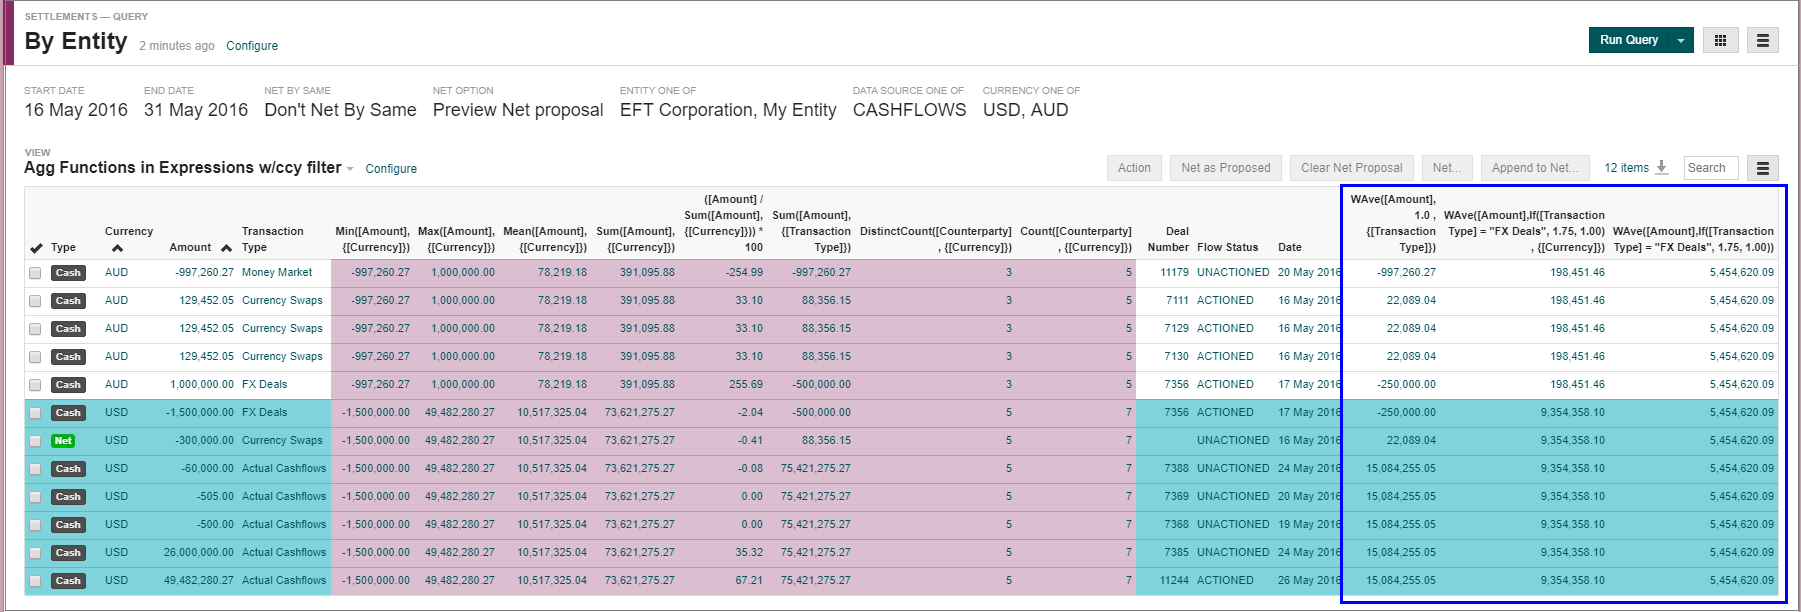 SETTLEMENTS — QUERY
By Entity 2 minutes ago Configure
Run Query
START DATE END DATE NET BY SAME NET OPTION ENTITY ONE OF DATA SOURCE ONE OF CURRENCY ONE OF
16 May 2016 31 May 2016 Don't Net By Same Preview Net proposal EFT Corporation, My Entity CASHFLOWS USD, AUD
VIEW
Agg Functions in Expressions w/ccy filter Configure
Action Net as Proposed Clear Net Proposal Net... Append to Net... 12 items Search
([Amount] / WAve([Amount],
Sum([Amount], Sum([Amount], 1.0 , WAve([Amount],If([Transaction
Currency Transaction Min([Amount], Max([Amount], Mean([Amount], Sum([Amount], {[Currency]})) * {[Transaction DistinctCount([Counterparty] Count([Counterparty] Deal {[Transaction Type] = "FX Deals", 1.75, 1.00) WAve([Amount],If([Transaction
Type Amount Type {[Currency]}) {[Currency]}) {[Currency]}) {[Currency]}) 100 Type]}) , {[Currency]}) , {[Currency]}) Number Flow Status Date Type]}) , {[Currency]}) Type] = "FX Deals", 1.75, 1.00))
Cash AUD -997,260.27 Money Market -997,260.27 1,000,000.00 78,219.18 391,095.88 -254.99 -997,260.27 3 5 11179 UNACTIONED 20 May 2016 -997,260.27 198,451.46 5,454,620.09
Cash AUD 129,452.05 Currency Swaps -997,260.27 1,000,000.00 78,219.18 391,095.88 33.10 88,356.15 3 5 7111 ACTIONED 16 May 2016 22,089.04 198,451.46 5,454,620.09
Cash AUD 129,452.05 Currency Swaps -997,260.27 1,000,000.00 78,219.18 391,095.88 33.10 88,356.15 3 5 7129 ACTIONED 16 May 2016 22,089.04 198,451.46 5,454,620.09
Cash AUD 129,452.05 Currency Swaps -997,260.27 1,000,000.00 78,219.18 391,095.88 33.10 88,356.15 3 5 7130 ACTIONED 16 May 2016 22,089.04 198,451.46 5,454,620.09
Cash AUD 1,000,000.00 FX Deals -997,260.27 1,000,000.00 78,219.18 391,095.88 255.69 -500,000.00 3 5 7356 ACTIONED 17 May 2016 -250,000.00 198,451.46 5,454,620.09
Cash USD -1,500,000.00 FX Deals -1,500,000.00 49,482,280.27 10,517,325.04 73,621,275.27 -2.04 -500,000.00 5 7 7356 ACTIONED 17 May 2016 -250,000.00 9,354,358.10 5,454,620.09
Net USD -300,000.00 Currency Swaps -1,500,000.00 49,482,280.27 10,517,325.04 73,621,275.27 -0.41 88,356.15 5 7 UNACTIONED 16 May 2016 22,089.04 9,354,358.10 5,454,620.09
Cash USD -60,000.00 Actual Cashflows -1,500,000.00 49,482,280.27 10,517,325.04 73,621,275.27 -0.08 75,421,275.27 5 7 7388 UNACTIONED 24 May 2016 15,084,255.05 9,354,358.10 5,454,620.09
Cash USD -505.00 Actual Cashflows -1,500,000.00 49,482,280.27 10,517,325.04 73,621,275.27 0.00 75,421,275.27 5 7 7369 UNACTIONED 20 May 2016 15,084,255.05 9,354,358.10 5,454,620.09
Cash USD -500.00 Actual Cashflows -1,500,000.00 49,482,280.27 10,517,325.04 73,621,275.27 0.00 75,421,275.27 5 7 7368 UNACTIONED 19 May 2016 15,084,255.05 9,354,358.10 5,454,620.09
Cash USD 26,000,000.00 Actual Cashflows -1,500,000.00 49,482,280.27 10,517,325.04 73,621,275.27 35.32 75,421,275.27 5 7 7385 UNACTIONED 24 May 2016 15,084,255.05 9,354,358.10 5,454,620.09
Cash USD 49,482,280.27 Actual Cashflows -1,500,000.00 49,482,280.27 10,517,325.04 73,621,275.27 67.21 75,421,275.27 5 7 11244 ACTIONED 26 May 2016 15,084,255.05 9,354,358.10 5,454,620.09